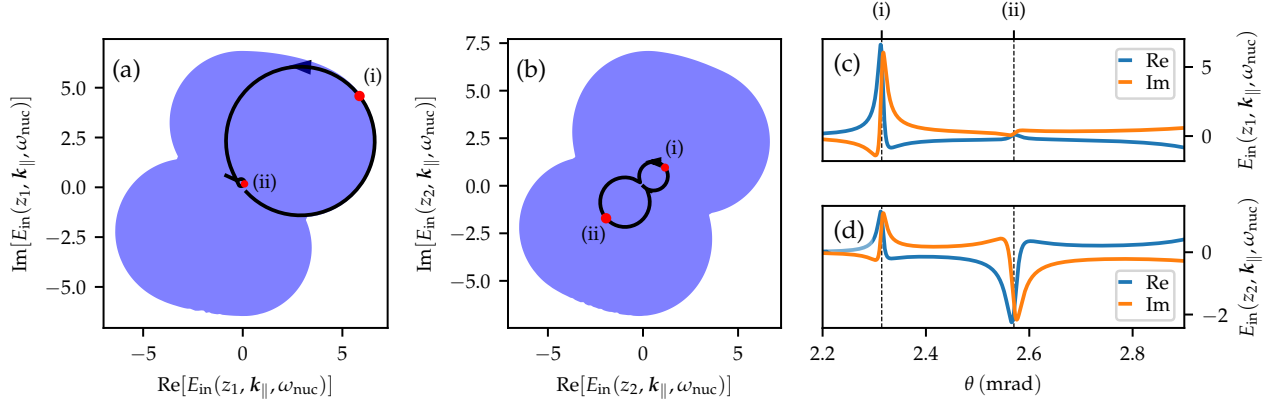 (a)
(i)
(ii)
5.0
2.5
0.0
−2.5
−5.0
−5
0
5
Im[E_in(z_1, k_∥, ω_nuc)]
Re[E_in(z_1, k_∥, ω_nuc)]
(b)
(i)
(ii)
7.5
5.0
2.5
0.0
−2.5
−5.0
−5
0
5
Im[E_in(z_2, k_∥, ω_nuc)]
Re[E_in(z_2, k_∥, ω_nuc)]
(i)
(ii)
(c)
Re
Im
5
0
E_in(z_1, k_∥, ω_nuc)
(d)
Re
Im
0
−2
E_in(z_2, k_∥, ω_nuc)
2.2
2.4
2.6
2.8
θ (mrad)